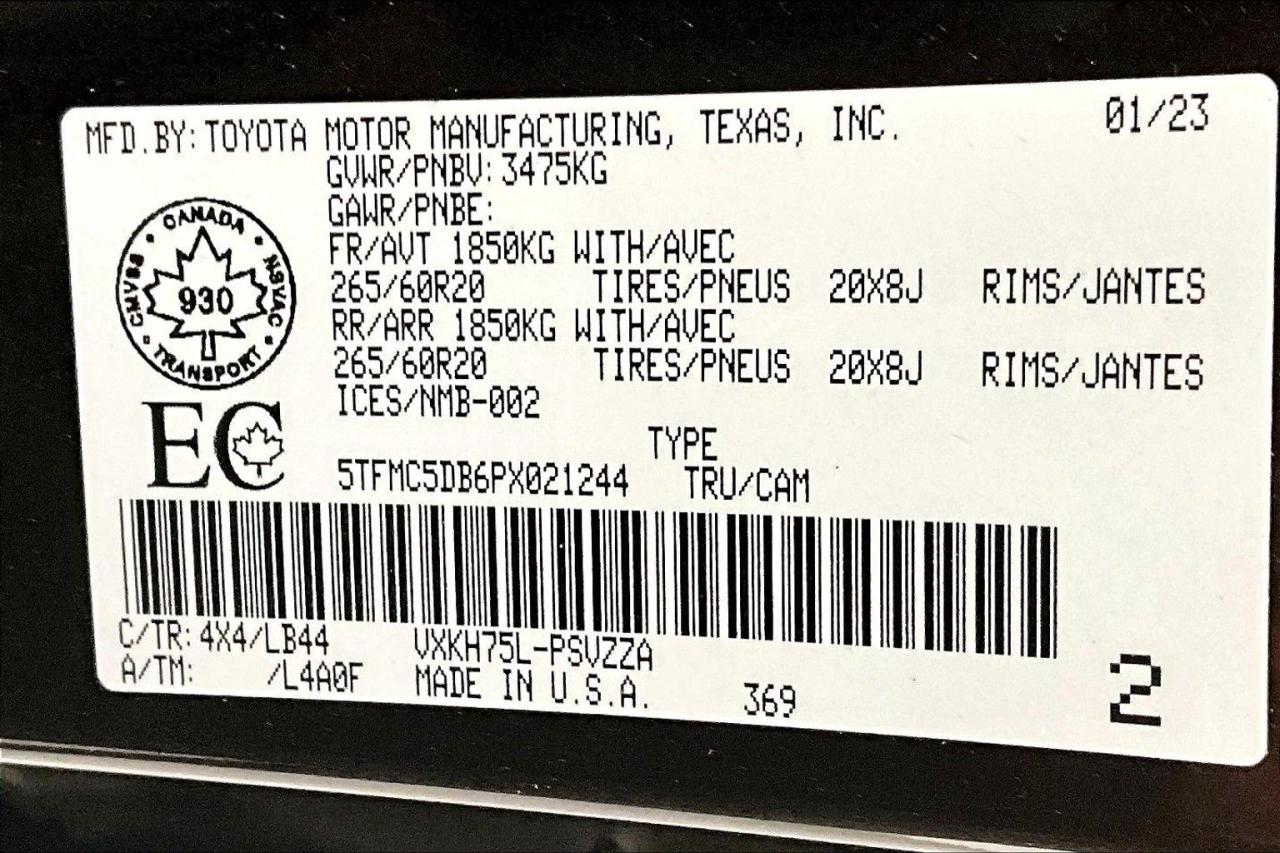 MFD.BY: TOYOTA MOTOR MANUFACTURING, TEXAS, INC. 01/23
GVWR/PNBV: 3475KG
GAWR/PNBE:
FR/AVT 1850KG WITH/AVEC
265/60R20 TIRES/PNEUS 20X8J RIMS/JANTES
RR/ARR 1850KG WITH/AVEC
265/60R20 TIRES/PNEUS 20X8J RIMS/JANTES
ICES/NMB-002
CANADA
CMVSS 930 NSVAC
TRANSPORT
EC
TYPE
5TFMC5DB6PX021244 TRU/CAM
C/TR: 4X4/LB44 VXKH75L-PSVZZA
A/TM: /L4A0F MADE IN U.S.A. 369
2